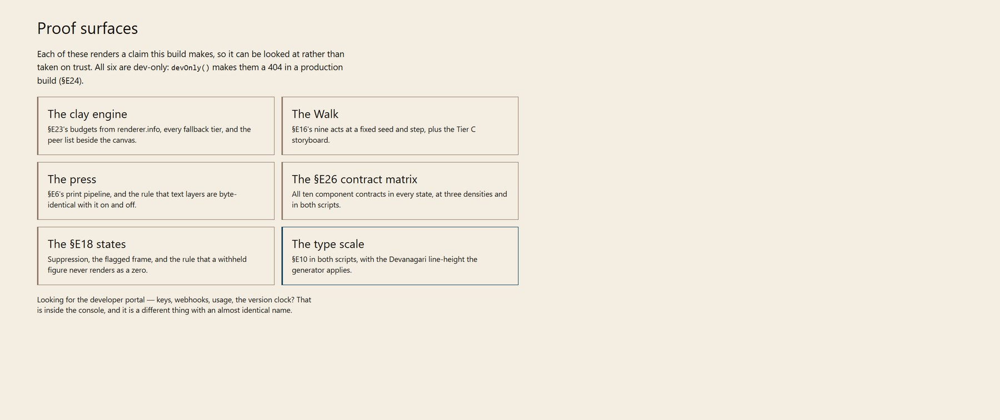 Proof surfaces
Each of these renders a claim this build makes, so it can be looked at rather than
taken on trust. All six are dev-only: devOnly() makes them a 404 in a production
build (§E24).
The clay engine
§E23's budgets from renderer.info, every fallback tier, and the
peer list beside the canvas.
The Walk
§E16's nine acts at a fixed seed and step, plus the Tier C
storyboard.
The press
§E6's print pipeline, and the rule that text layers are byte-
identical with it on and off.
The §E26 contract matrix
All ten component contracts in every state, at three densities and
in both scripts.
The §E18 states
Suppression, the flagged frame, and the rule that a withheld
figure never renders as a zero.
The type scale
§E10 in both scripts, with the Devanagari line-height the
generator applies.
Looking for the developer portal — keys, webhooks, usage, the version clock? That
is inside the console, and it is a different thing with an almost identical name.